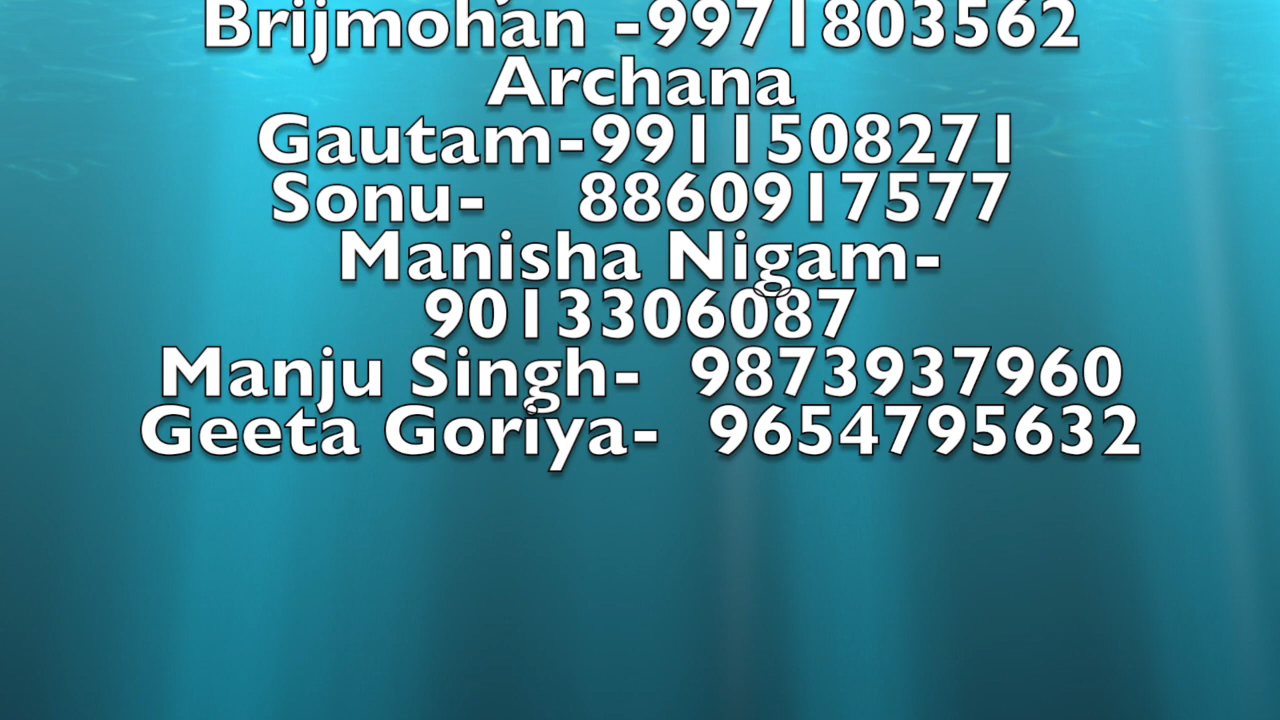 Brijmohan -9971803562
Archana
Gautam-9911508271
Sonu- 8860917577
Manisha Nigam-
9013306087
Manju Singh- 9873937960
Geeta Goriya- 9654795632